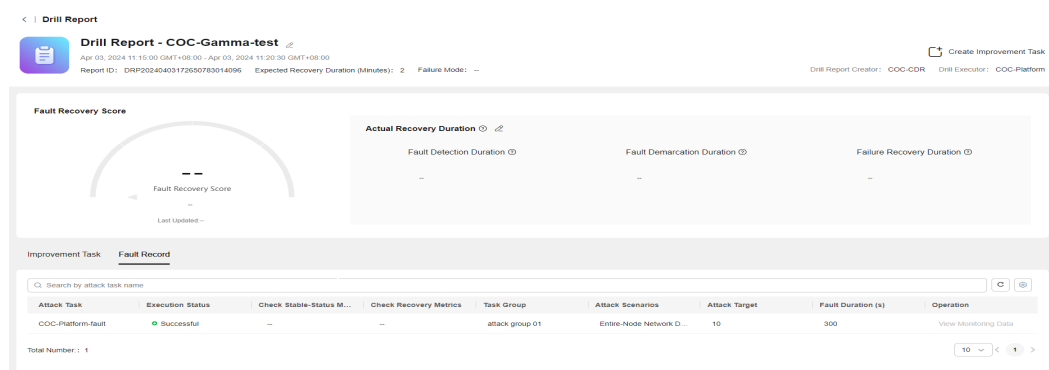 < | Drill Report
Drill Report - COC-Gamma-test
Apr 03, 2024 11:15:00 GMT+08:00 - Apr 03, 2024 11:20:30 GMT+08:00
Report ID: DRP20240403172650783014096 Expected Recovery Duration (Minutes): 2 Failure Mode: --
Create Improvement Task
Drill Report Creator: COC-CDR Drill Executor: COC-Platform
Fault Recovery Score
--
Fault Recovery Score
--
Last Updated:--
Actual Recovery Duration
Fault Detection Duration Fault Demarcation Duration Failure Recovery Duration
-- -- --
Improvement Task Fault Record
Search by attack task name
Attack Task Execution Status Check Stable-Status M... Check Recovery Metrics Task Group Attack Scenarios Attack Target Fault Duration (s) Operation
COC-Platform-fault Successful -- -- attack group 01 Entire-Node Network D... 10 300 View Monitoring Data
Total Number: : 1 10 < 1 >